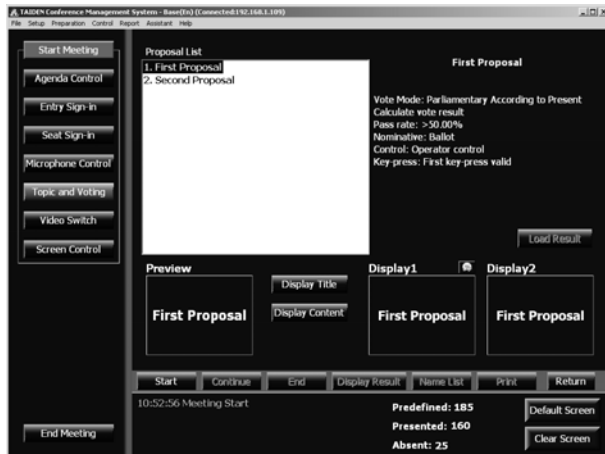 TAIDEN Conference Management System - Base(En) (Connected:192.168.1.109)
File Setup Preparation Control Report Assistant Help
Start Meeting
Agenda Control
Entry Sign-in
Seat Sign-in
Microphone Control
Topic and Voting
Video Switch
Screen Control
End Meeting
Proposal List
1. First Proposal
2. Second Proposal
First Proposal
Vote Mode: Parliamentary According to Present
Calculate vote result
Pass rate: >50.00%
Nominative: Ballot
Control: Operator control
Key-press: First key-press valid
Load Result
Preview
First Proposal
Display Title
Display Content
Display1
First Proposal
Display2
First Proposal
Start Continue End Display Result Name List Print Return
10:52:56 Meeting Start
Predefined: 185
Presented: 160
Absent: 25
Default Screen
Clear Screen